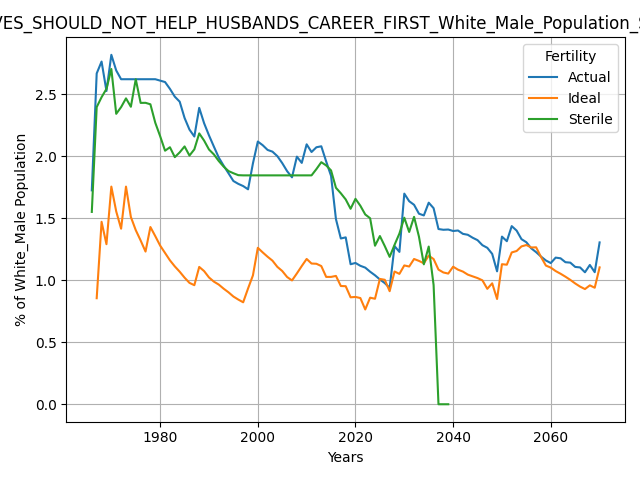 VES_SHOULD_NOT_HELP_HUSBANDS_CAREER_FIRST_White_Male_Population_
Fertility
Actual
Ideal
Sterile
% of White_Male Population
2.5
2.0
1.5
1.0
0.5
0.0
1980 2000 2020 2040 2060
Years